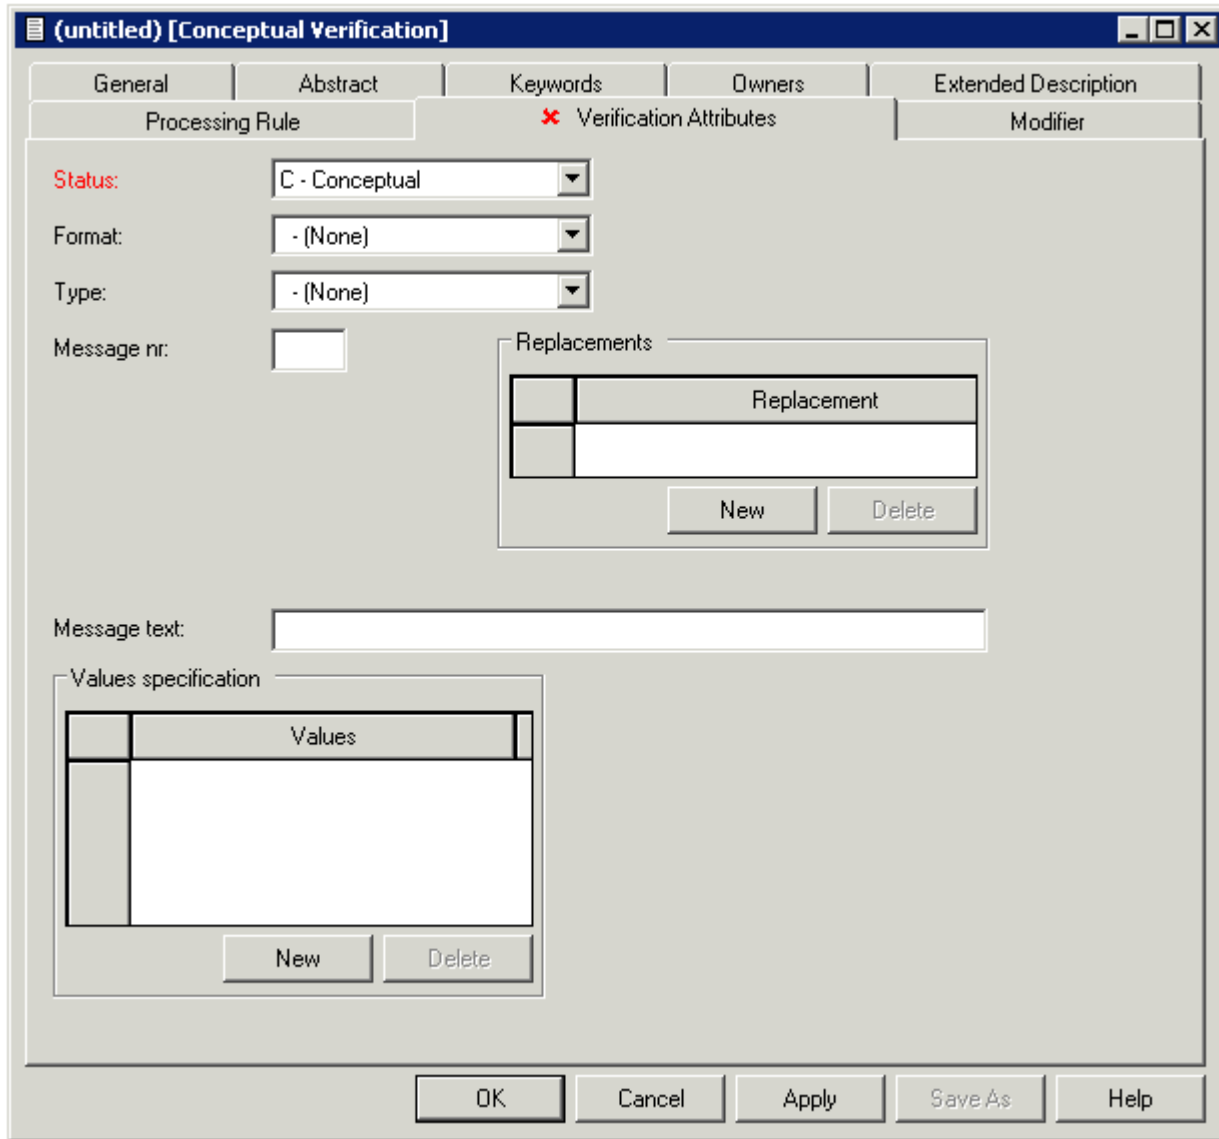 (untitled) [Conceptual Verification]
General Abstract Keywords Owners Extended Description
Processing Rule Verification Attributes Modifier
Status: C - Conceptual
Format: - (None)
Type: - (None)
Message nr:
Replacements
Replacement
New Delete
Message text:
Values specification
Values
New Delete
OK Cancel Apply Save As Help